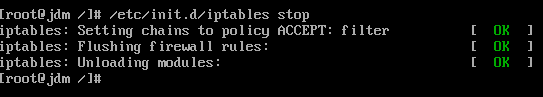 [root@jdm /]# /etc/init.d/iptables stop
iptables: Setting chains to policy ACCEPT: filter [ OK ]
iptables: Flushing firewall rules: [ OK ]
iptables: Unloading modules: [ OK ]
[root@jdm /]#